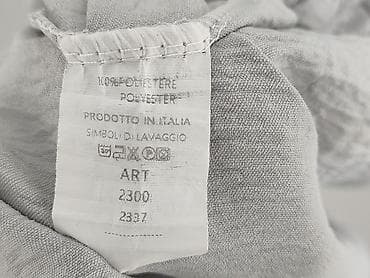 100% POLIESTERE
POLYESTER
PRODOTTO IN ITALIA
SIMBOLI DI LAVAGGIO
ART
2300
2337